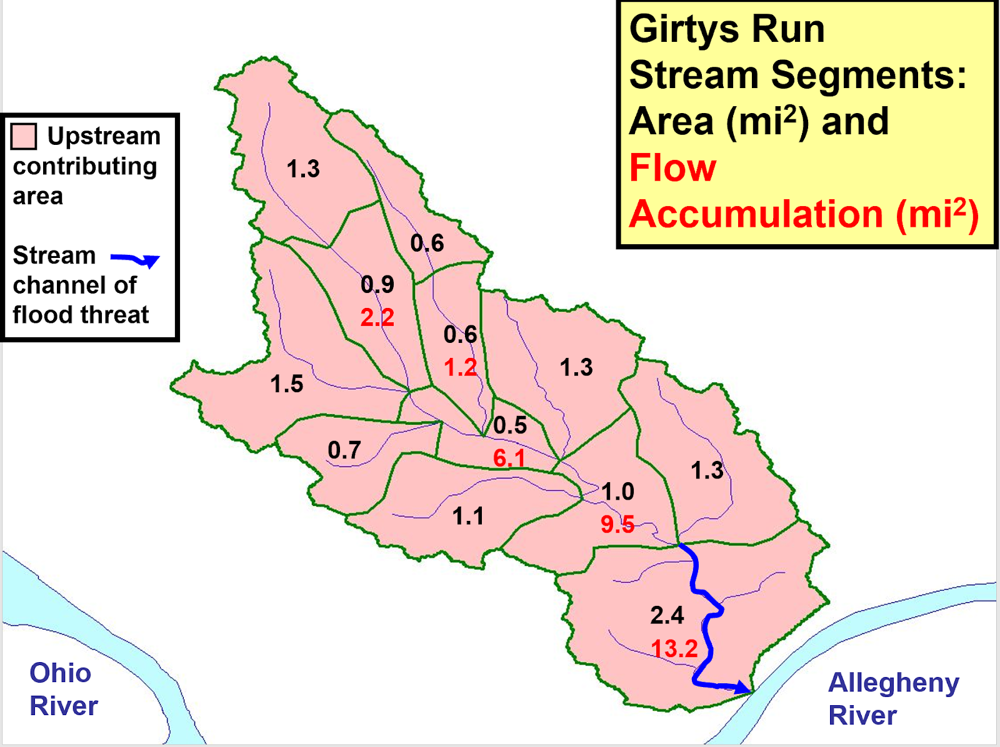 Girtys Run
Stream Segments:
Area (mi²) and
Flow
Accumulation (mi²)
Upstream
contributing
area
Stream
channel of
flood threat
1.3
0.6
0.9
2.2
0.6
1.2
1.3
1.5
0.5
6.1
0.7
1.3
1.0
9.5
1.1
2.4
13.2
Ohio
River
Allegheny
River